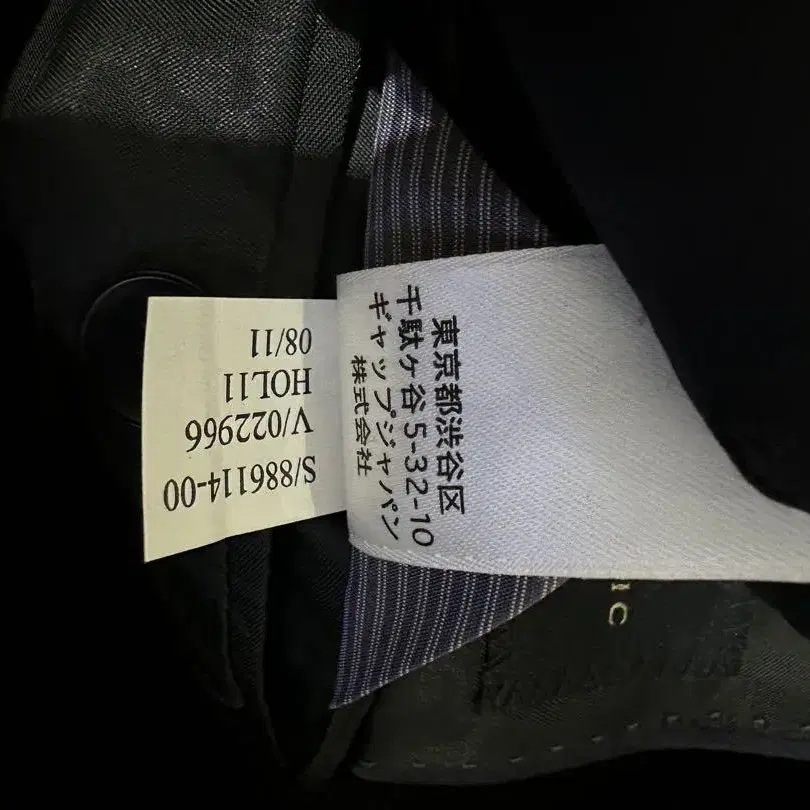 東京都渋谷区
千駄ヶ谷5-32-10
ギャップジャパン
株式会社
S/886114-00
V/022966
HOL11
08/11